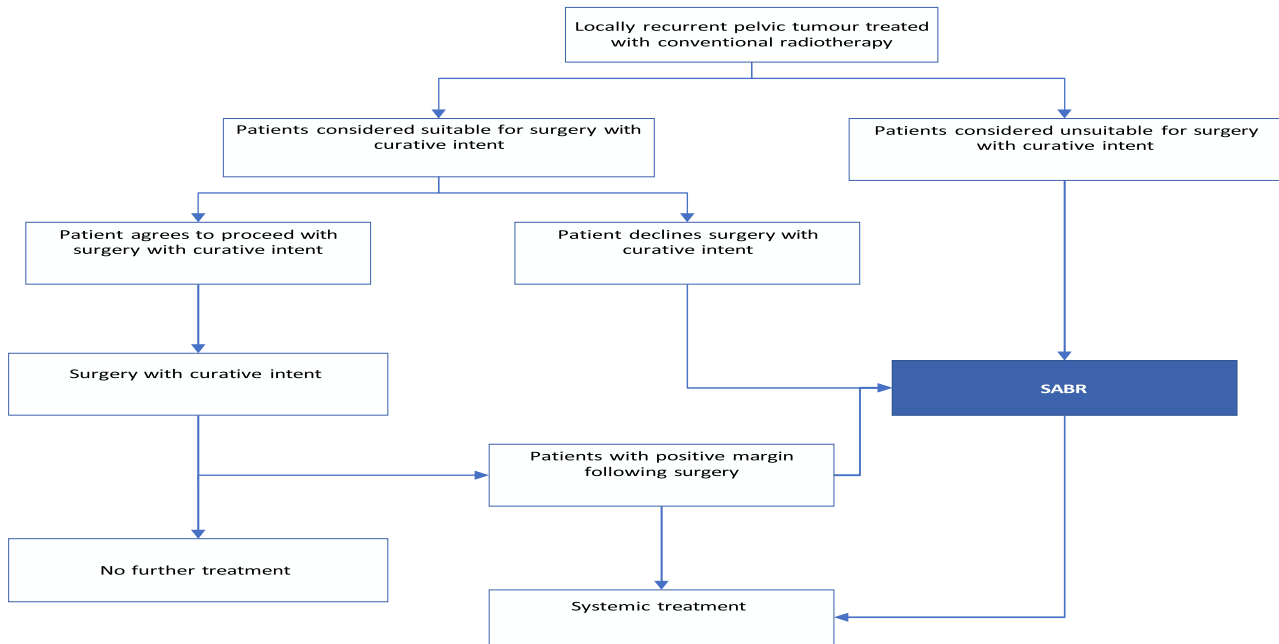 Locally recurrent pelvic tumour treated
with conventional radiotherapy
Patients considered suitable for surgery with
curative intent
Patients considered unsuitable for surgery
with curative intent
Patient agrees to proceed with
surgery with curative intent
Patient declines surgery with
curative intent
Surgery with curative intent
SABR
Patients with positive margin
following surgery
No further treatment
Systemic treatment